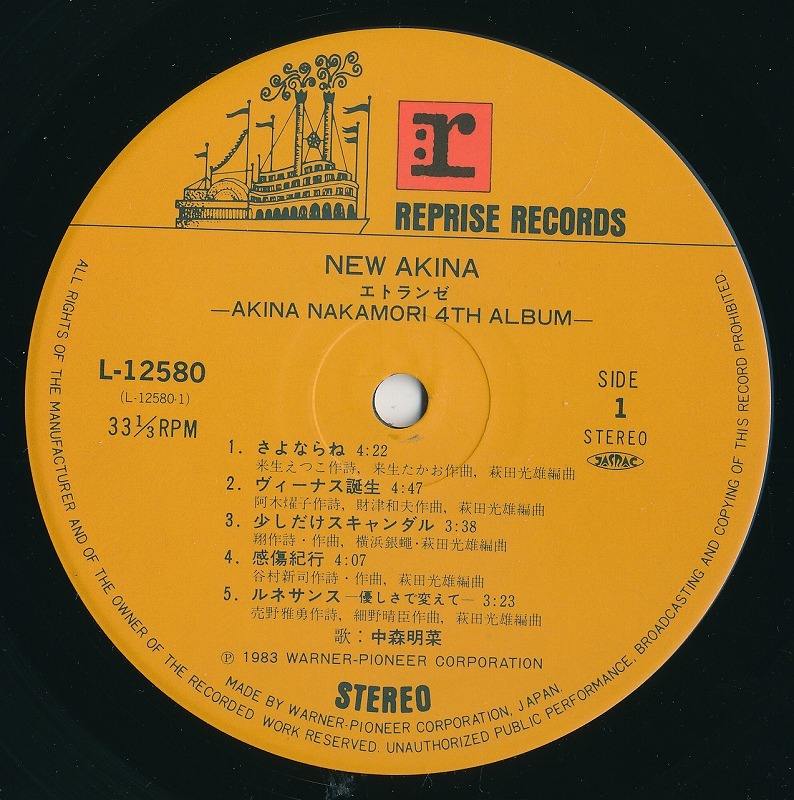 r
REPRISE RECORDS
NEW AKINA
エトランゼ
—AKINA NAKAMORI 4TH ALBUM—
L-12580
(L-12580-1)
33 1/3 RPM
SIDE
1
STEREO
JASRAC
1. さよならね 4:22
来生えつこ作詩, 来生たかお作曲, 萩田光雄編曲
2. ヴィーナス誕生 4:47
阿木燿子作詩, 財津和夫作曲, 萩田光雄編曲
3. 少しだけスキャンダル 3:38
翔作詩・作曲, 横浜銀蠅・萩田光雄編曲
4. 感傷紀行 4:07
谷村新司作詩・作曲, 萩田光雄編曲
5. ルネサンス —優しさで変えて— 3:23
売野雅勇作詩, 細野晴臣作曲, 萩田光雄編曲
歌：中森明菜
Ⓟ 1983 WARNER-PIONEER CORPORATION
STEREO
MADE BY WARNER-PIONEER CORPORATION, JAPAN.
ALL RIGHTS OF THE MANUFACTURER AND OF THE OWNER OF THE RECORDED WORK RESERVED. UNAUTHORIZED PUBLIC PERFORMANCE, BROADCASTING AND COPYING OF THIS RECORD PROHIBITED.